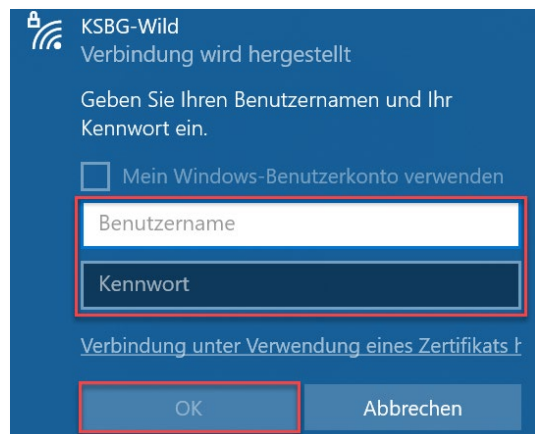 KSBG-Wild
Verbindung wird hergestellt
Geben Sie Ihren Benutzernamen und Ihr
Kennwort ein.
Mein Windows-Benutzerkonto verwenden
Benutzername
Kennwort
Verbindung unter Verwendung eines Zertifikats
OK
Abbrechen